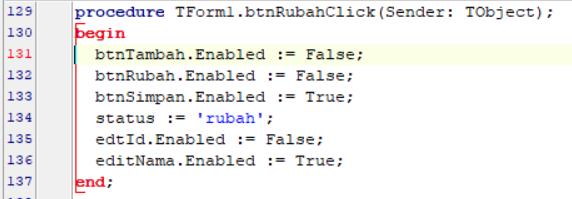 129 procedure TForm1.btnRubahClick(Sender: TObject);
130 begin
131 btnTambah.Enabled := False;
132 btnRubah.Enabled := False;
133 btnSimpan.Enabled := True;
134 status := 'rubah';
135 edtId.Enabled := False;
136 editNama.Enabled := True;
137 end;